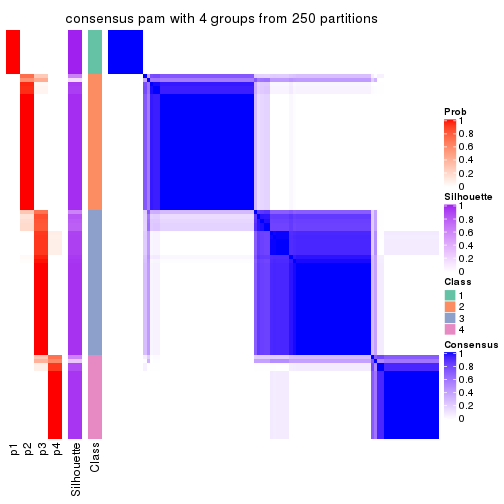 consensus pam with 4 groups from 250 partitions
Prob
1
0.8
0.6
0.4
0.2
0
Silhouette
1
0.8
0.6
0.4
0.2
0
Class
1
2
3
4
Consensus
1
0.8
0.6
0.4
0.2
0
p1
p2
p3
p4
Silhouette
Class